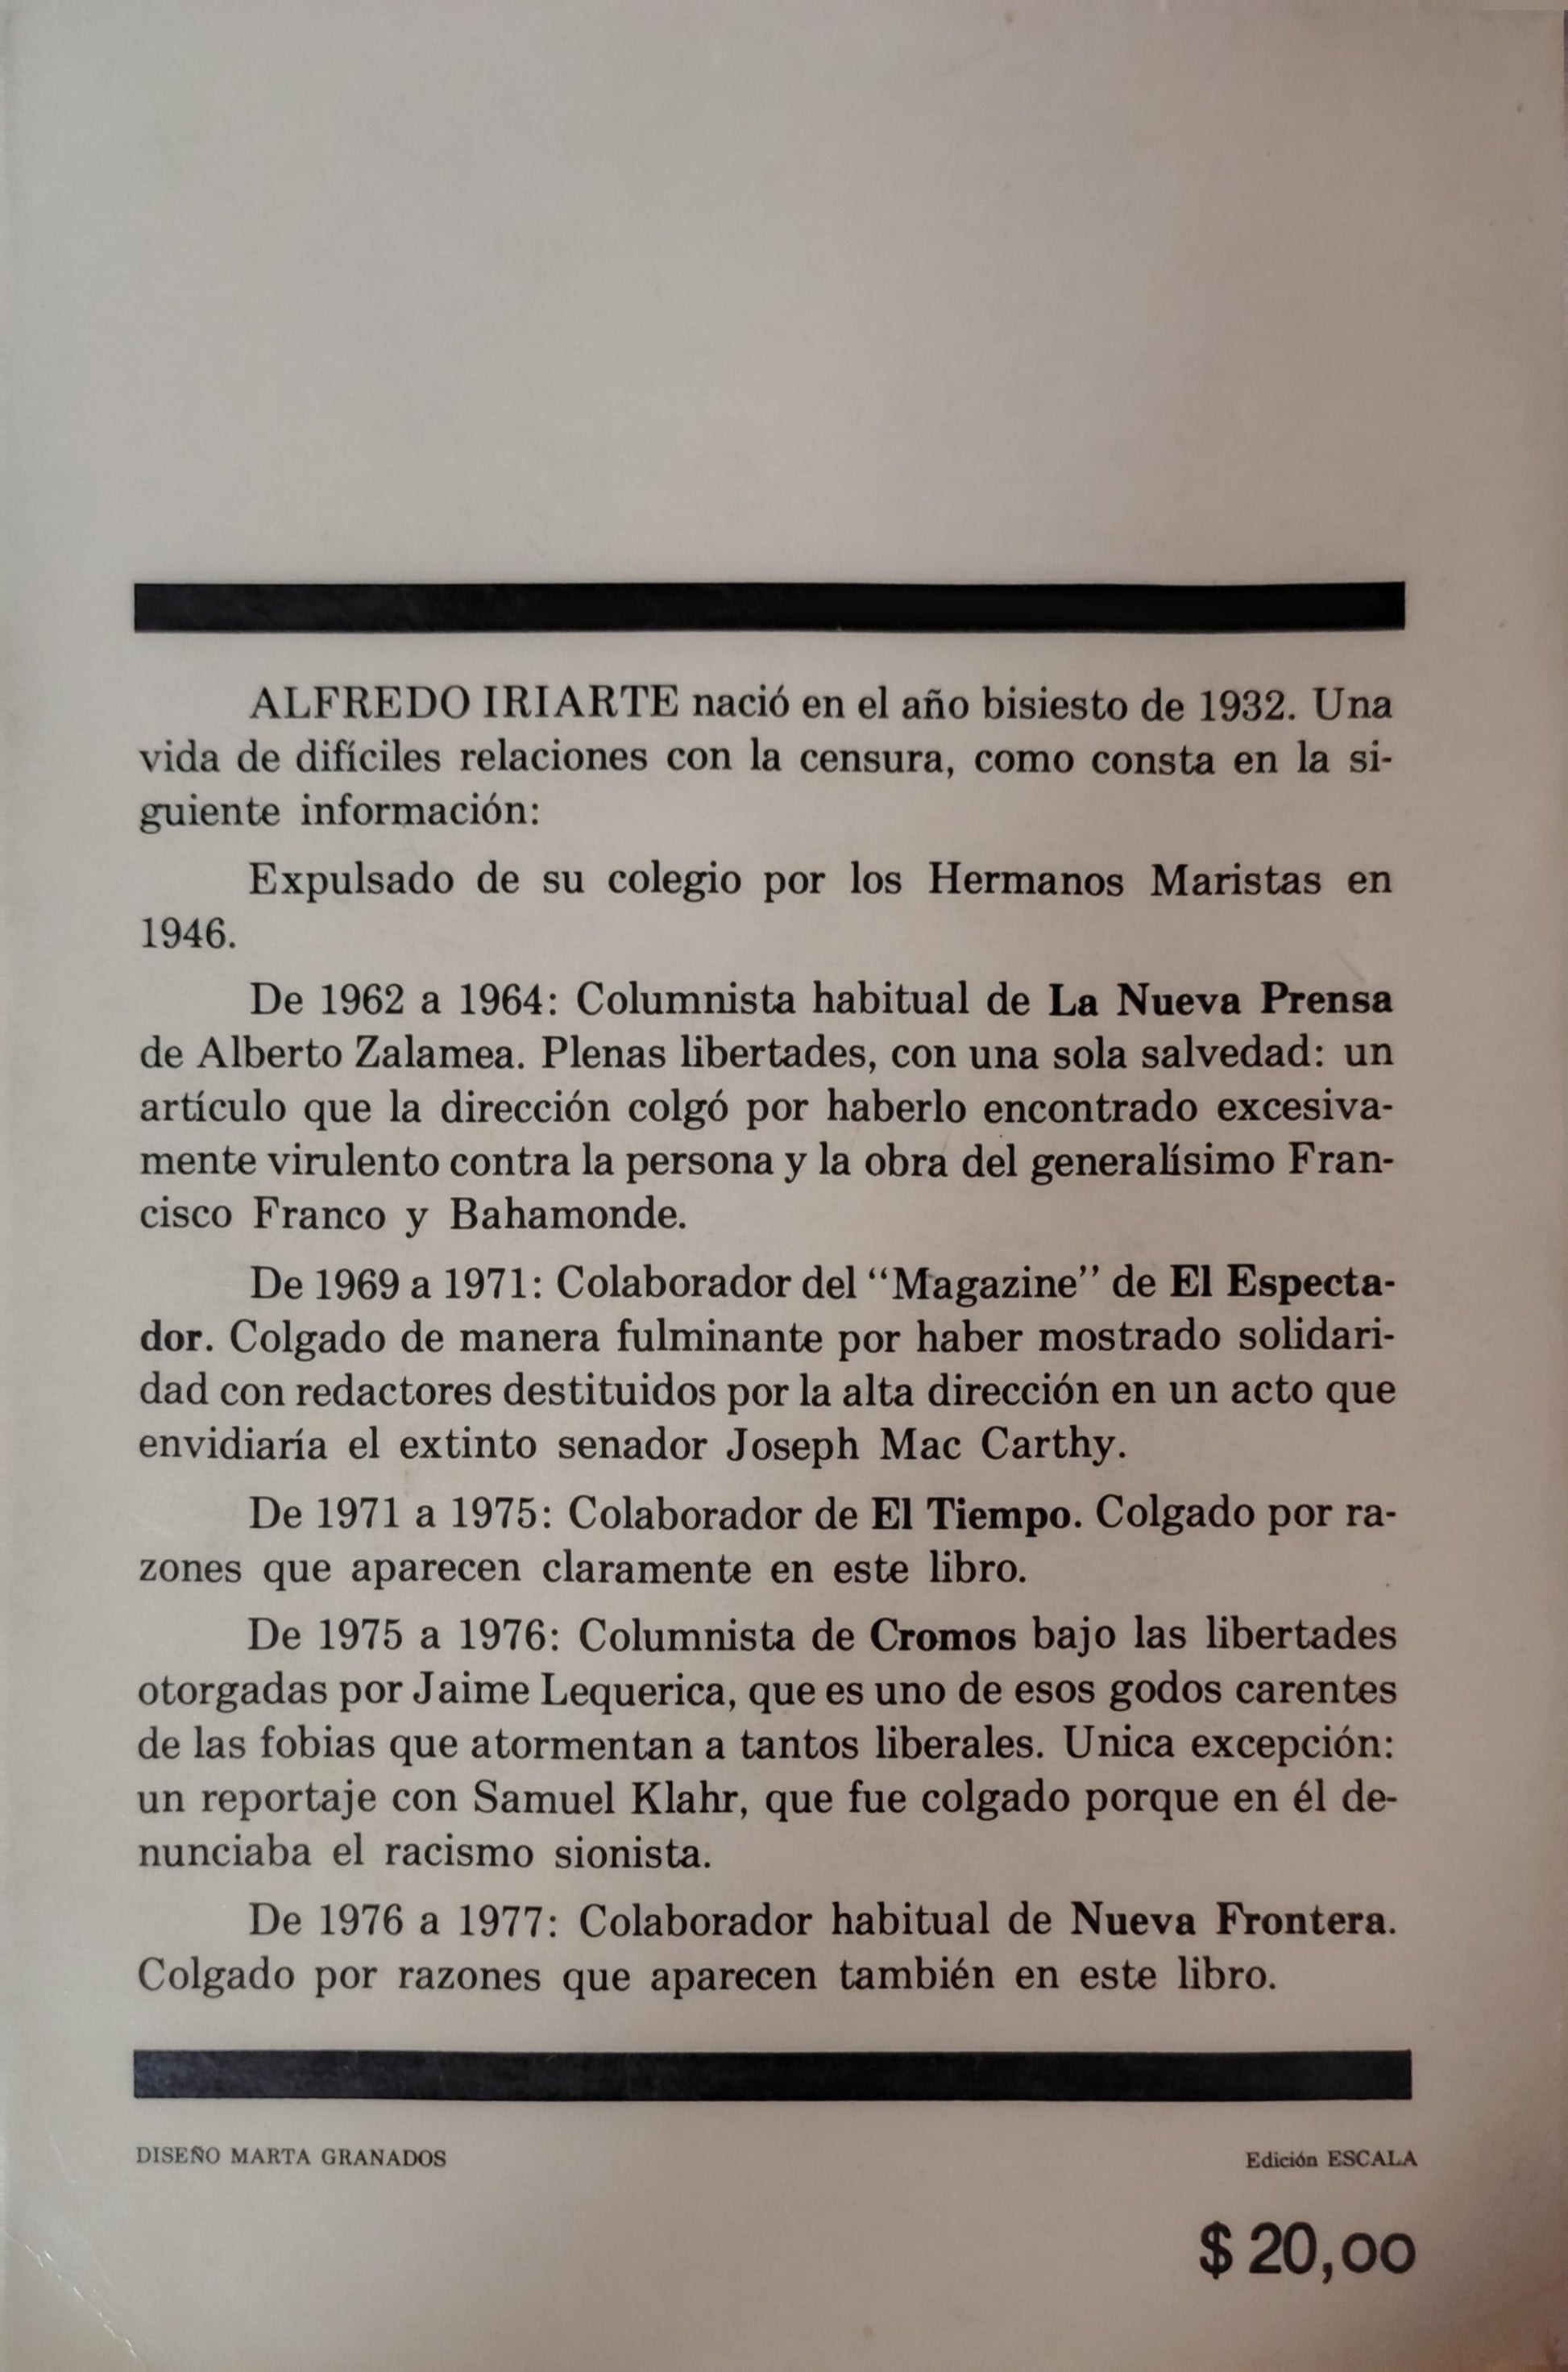 ALFREDO IRIARTE nació en el año bisiesto de 1932. Una
vida de difíciles relaciones con la censura, como consta en la si-
guiente información:
Expulsado de su colegio por los Hermanos Maristas en
1946.
De 1962 a 1964: Columnista habitual de La Nueva Prensa
de Alberto Zalamea. Plenas libertades, con una sola salvedad: un
artículo que la dirección colgó por haberlo encontrado excesiva-
mente virulento contra la persona y la obra del generalísimo Fran-
cisco Franco y Bahamonde.
De 1969 a 1971: Colaborador del “Magazine” de El Especta-
dor. Colgado de manera fulminante por haber mostrado solidari-
dad con redactores destituidos por la alta dirección en un acto que
envidiaría el extinto senador Joseph Mac Carthy.
De 1971 a 1975: Colaborador de El Tiempo. Colgado por ra-
zones que aparecen claramente en este libro.
De 1975 a 1976: Columnista de Cromos bajo las libertades
otorgadas por Jaime Lequerica, que es uno de esos godos carentes
de las fobias que atormentan a tantos liberales. Unica excepción:
un reportaje con Samuel Klahr, que fue colgado porque en él de-
nunciaba el racismo sionista.
De 1976 a 1977: Colaborador habitual de Nueva Frontera.
Colgado por razones que aparecen también en este libro.
DISEÑO MARTA GRANADOS
Edición ESCALA
$ 20,00